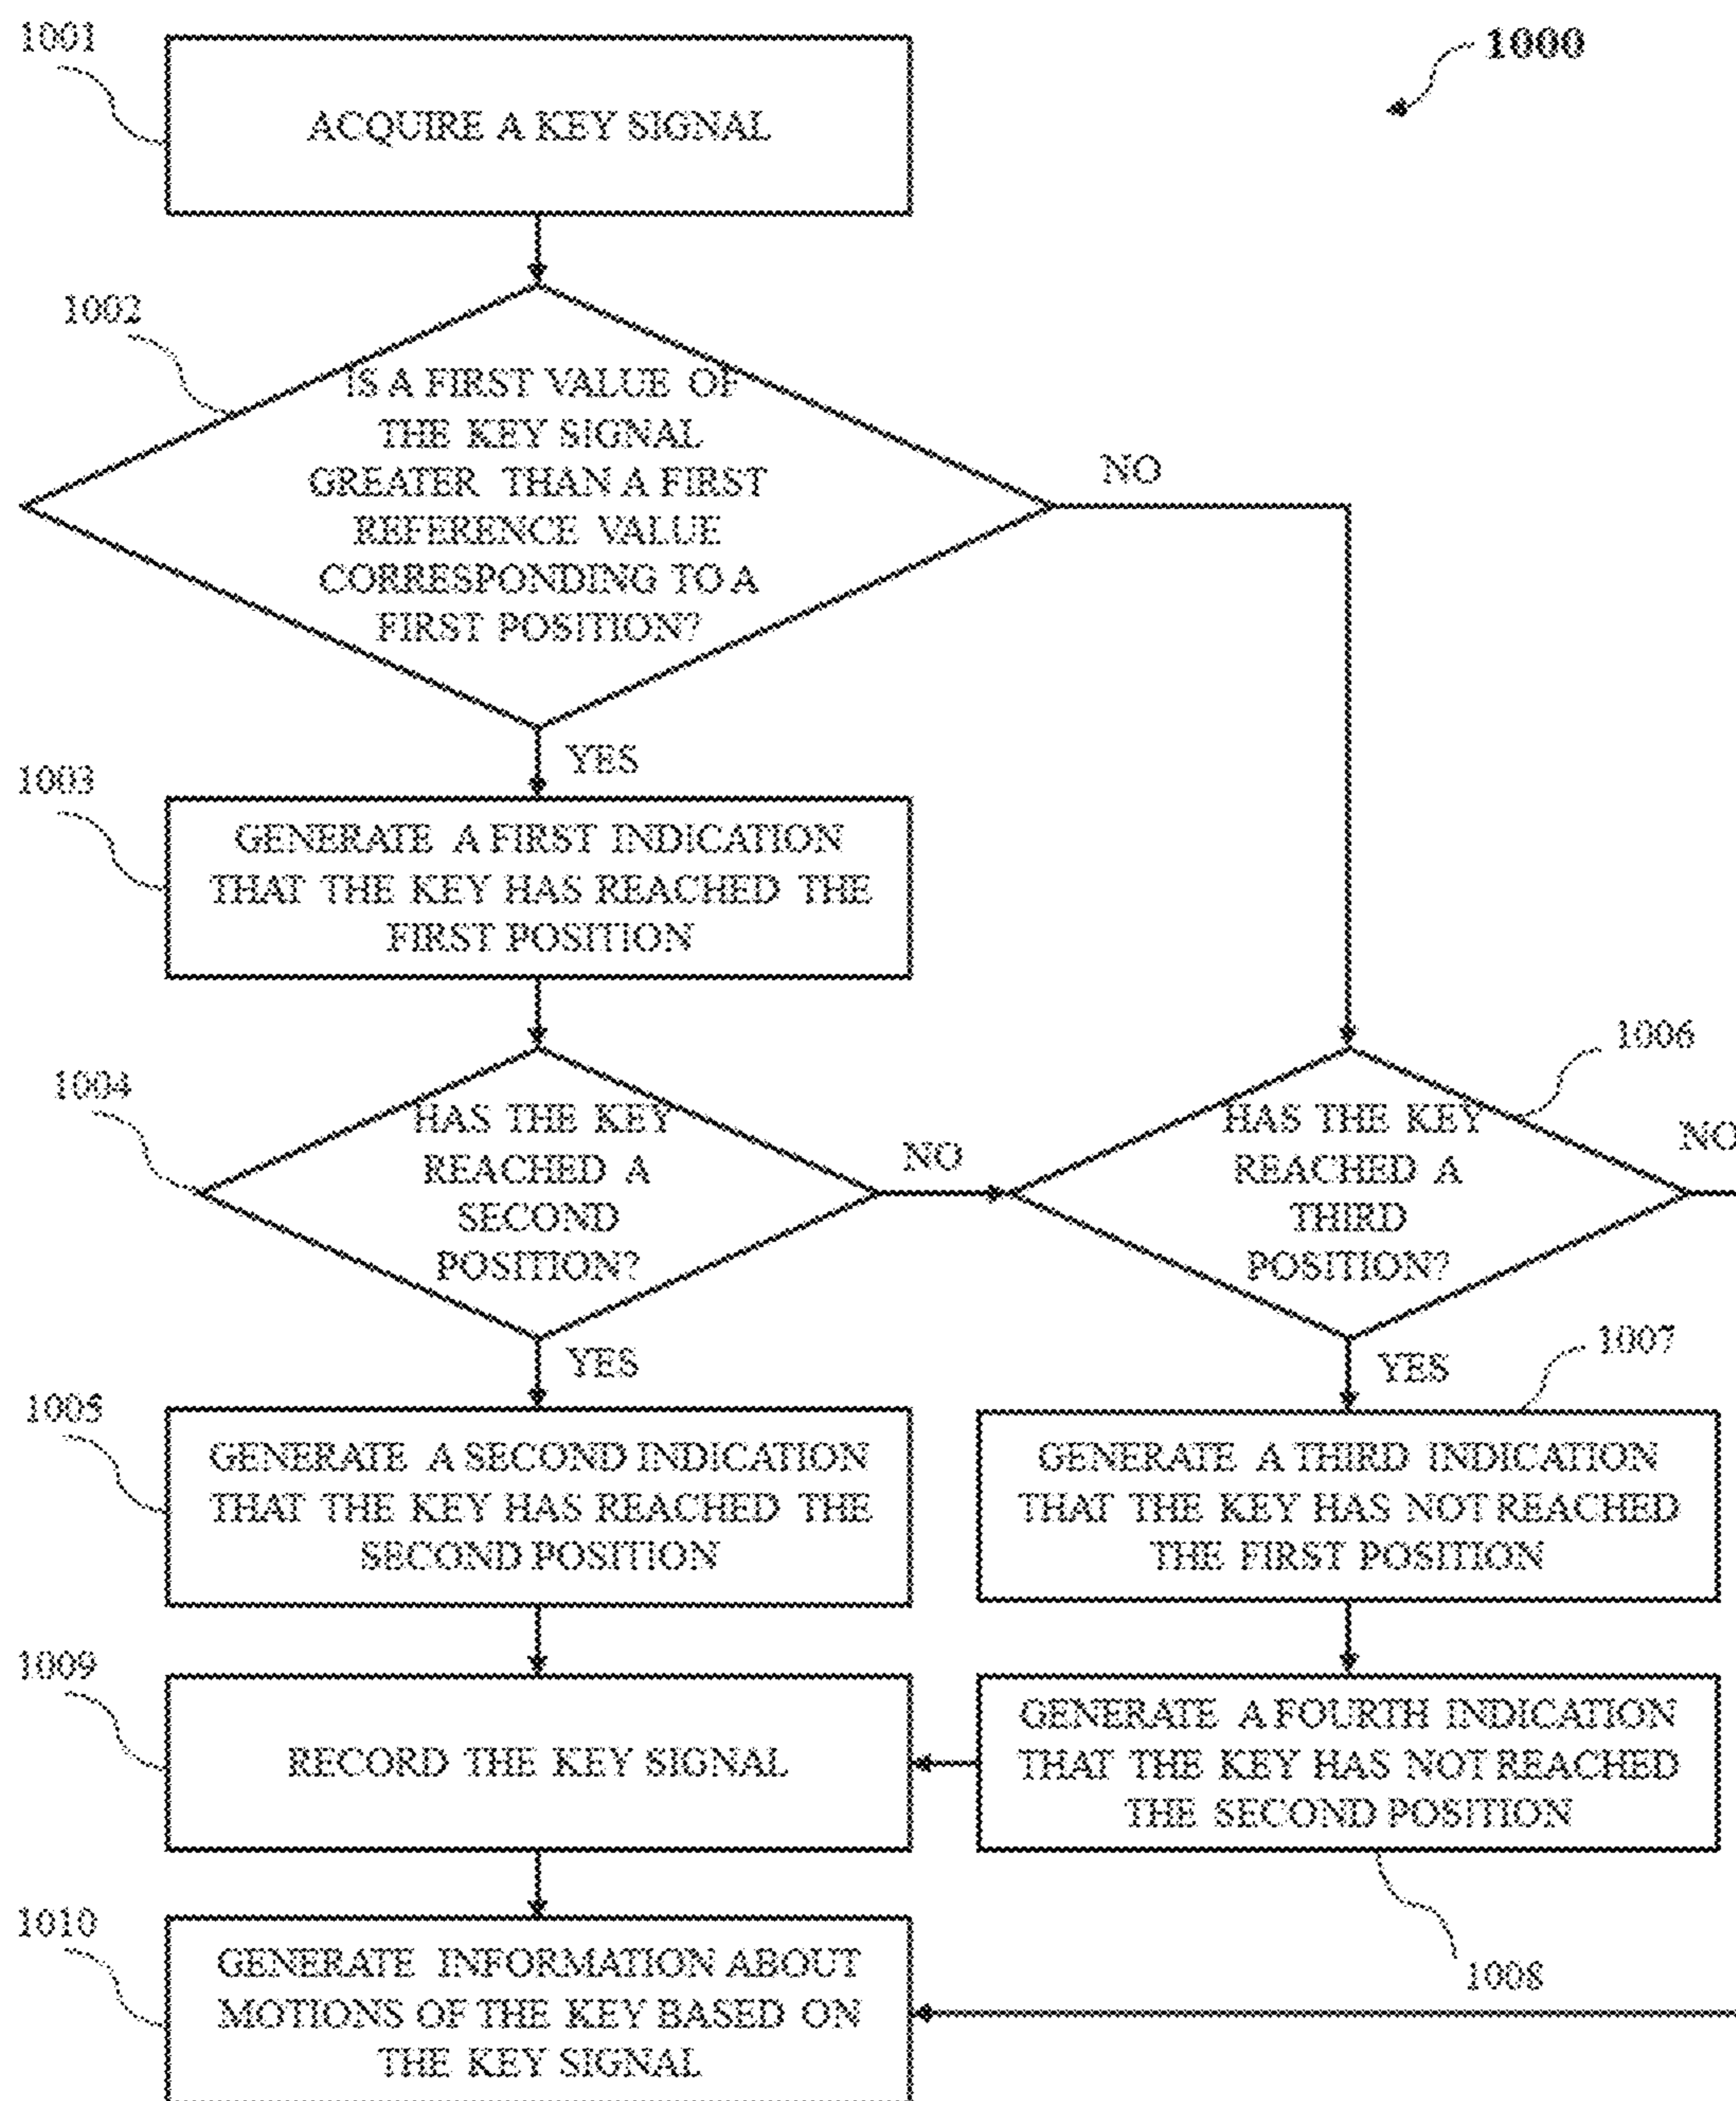 1001
1000
ACQUIRE A KEY SIGNAL
1002
IS A FIRST VALUE OF
THE KEY SIGNAL
GREATER THAN A FIRST
REFERENCE VALUE
CORRESPONDING TO A
FIRST POSITION?
NO
YES
1003
GENERATE A FIRST INDICATION
THAT THE KEY HAS REACHED THE
FIRST POSITION
1004
HAS THE KEY
REACHED A
SECOND
POSITION?
NO
1006
HAS THE KEY
REACHED A
THIRD
POSITION?
NO
YES
YES
1005
GENERATE A SECOND INDICATION
THAT THE KEY HAS REACHED THE
SECOND POSITION
1007
GENERATE A THIRD INDICATION
THAT THE KEY HAS NOT REACHED
THE FIRST POSITION
1009
RECORD THE KEY SIGNAL
GENERATE A FOURTH INDICATION
THAT THE KEY HAS NOT REACHED
THE SECOND POSITION
1008
1010
GENERATE INFORMATION ABOUT
MOTIONS OF THE KEY BASED ON
THE KEY SIGNAL